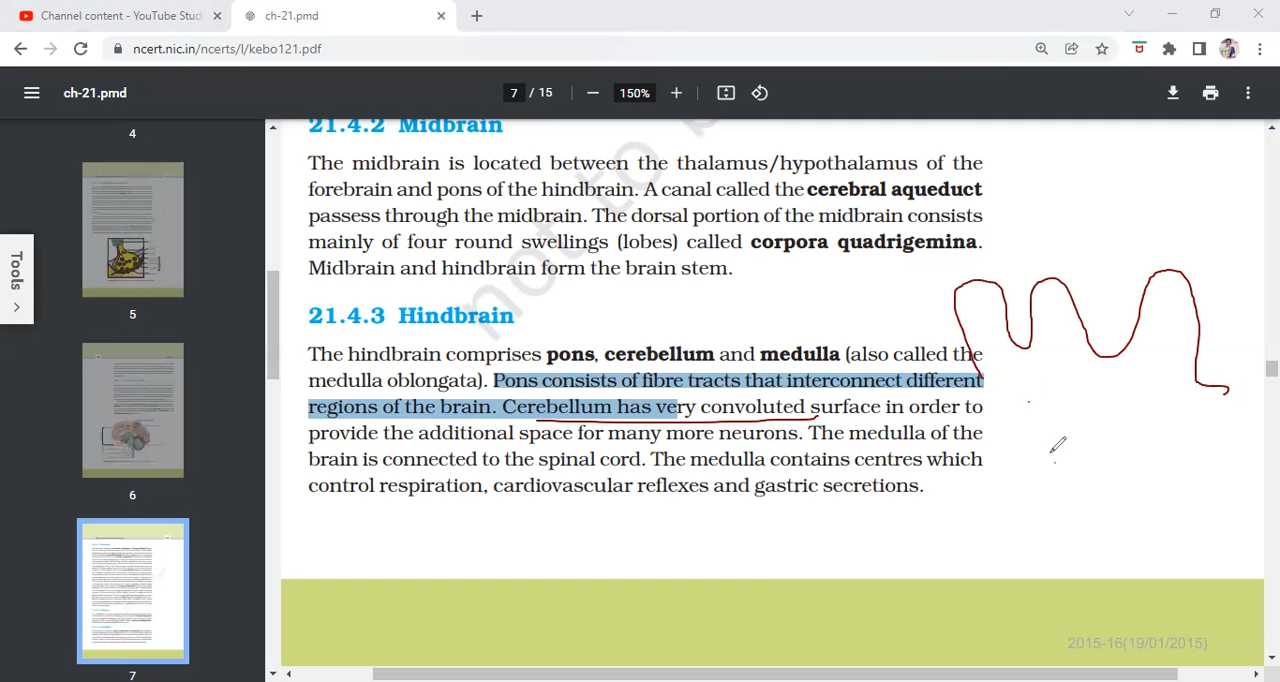 Channel content - YouTube Stud
ch-21.pmd
ncert.nic.in/ncerts/l/kebo121.pdf
ch-21.pmd
7 / 15
150%
4
5
6
7
Tools
21.4.2 Midbrain
The midbrain is located between the thalamus/hypothalamus of the
forebrain and pons of the hindbrain. A canal called the cerebral aqueduct
passess through the midbrain. The dorsal portion of the midbrain consists
mainly of four round swellings (lobes) called corpora quadrigemina.
Midbrain and hindbrain form the brain stem.
21.4.3 Hindbrain
The hindbrain comprises pons, cerebellum and medulla (also called the
medulla oblongata). Pons consists of fibre tracts that interconnect different
regions of the brain. Cerebellum has very convoluted surface in order to
provide the additional space for many more neurons. The medulla of the
brain is connected to the spinal cord. The medulla contains centres which
control respiration, cardiovascular reflexes and gastric secretions.
not to b
2015-16(19/01/2015)